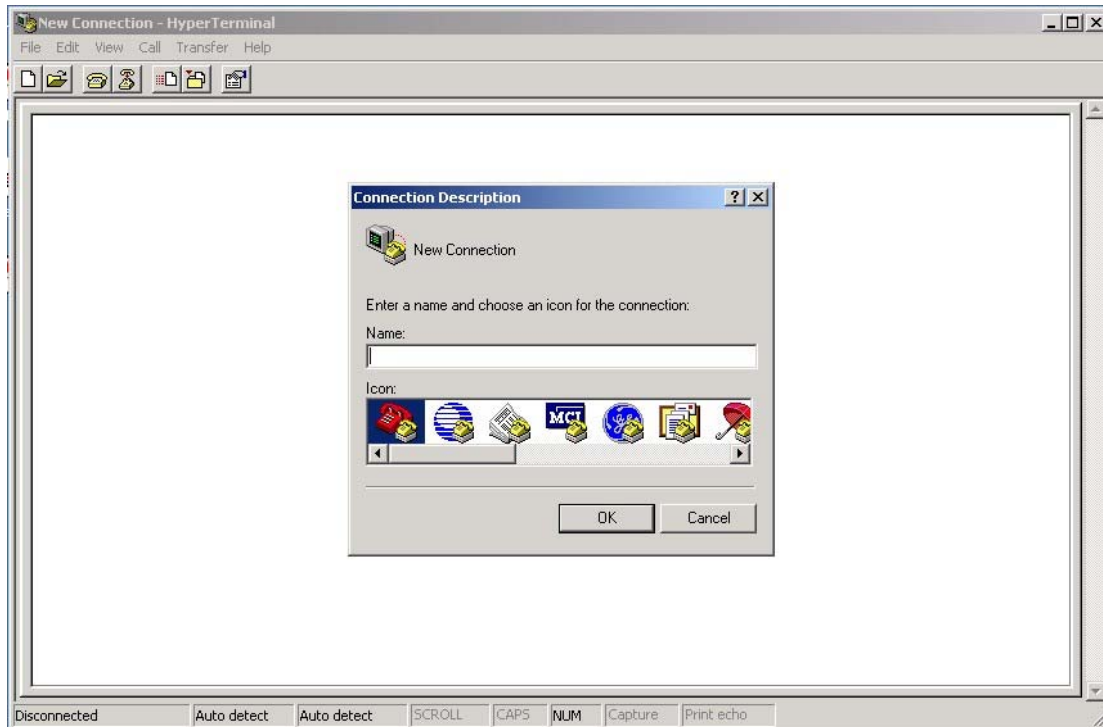 New Connection - HyperTerminal
File Edit View Call Transfer Help
Connection Description
New Connection
Enter a name and choose an icon for the connection:
Name:
Icon:
MCI
OK Cancel
Disconnected Auto detect Auto detect SCROLL CAPS NUM Capture Print echo